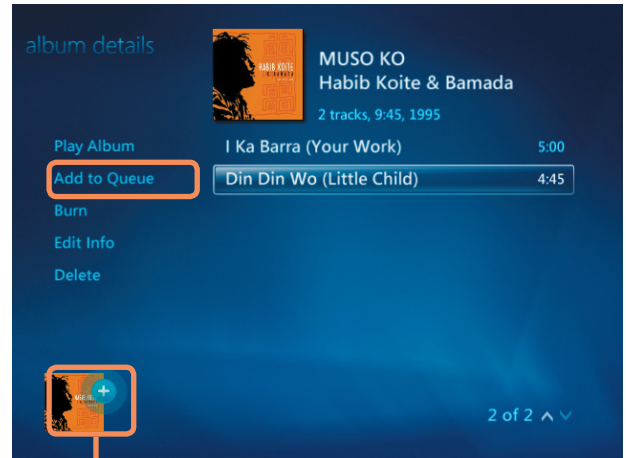 album details
HABIB KOITE
& BAMADA
MUSO KO
Habib Koite & Bamada
2 tracks, 9:45, 1995
Play Album
I Ka Barra (Your Work) 5:00
Add to Queue
Din Din Wo (Little Child) 4:45
Burn
Edit Info
Delete
2 of 2